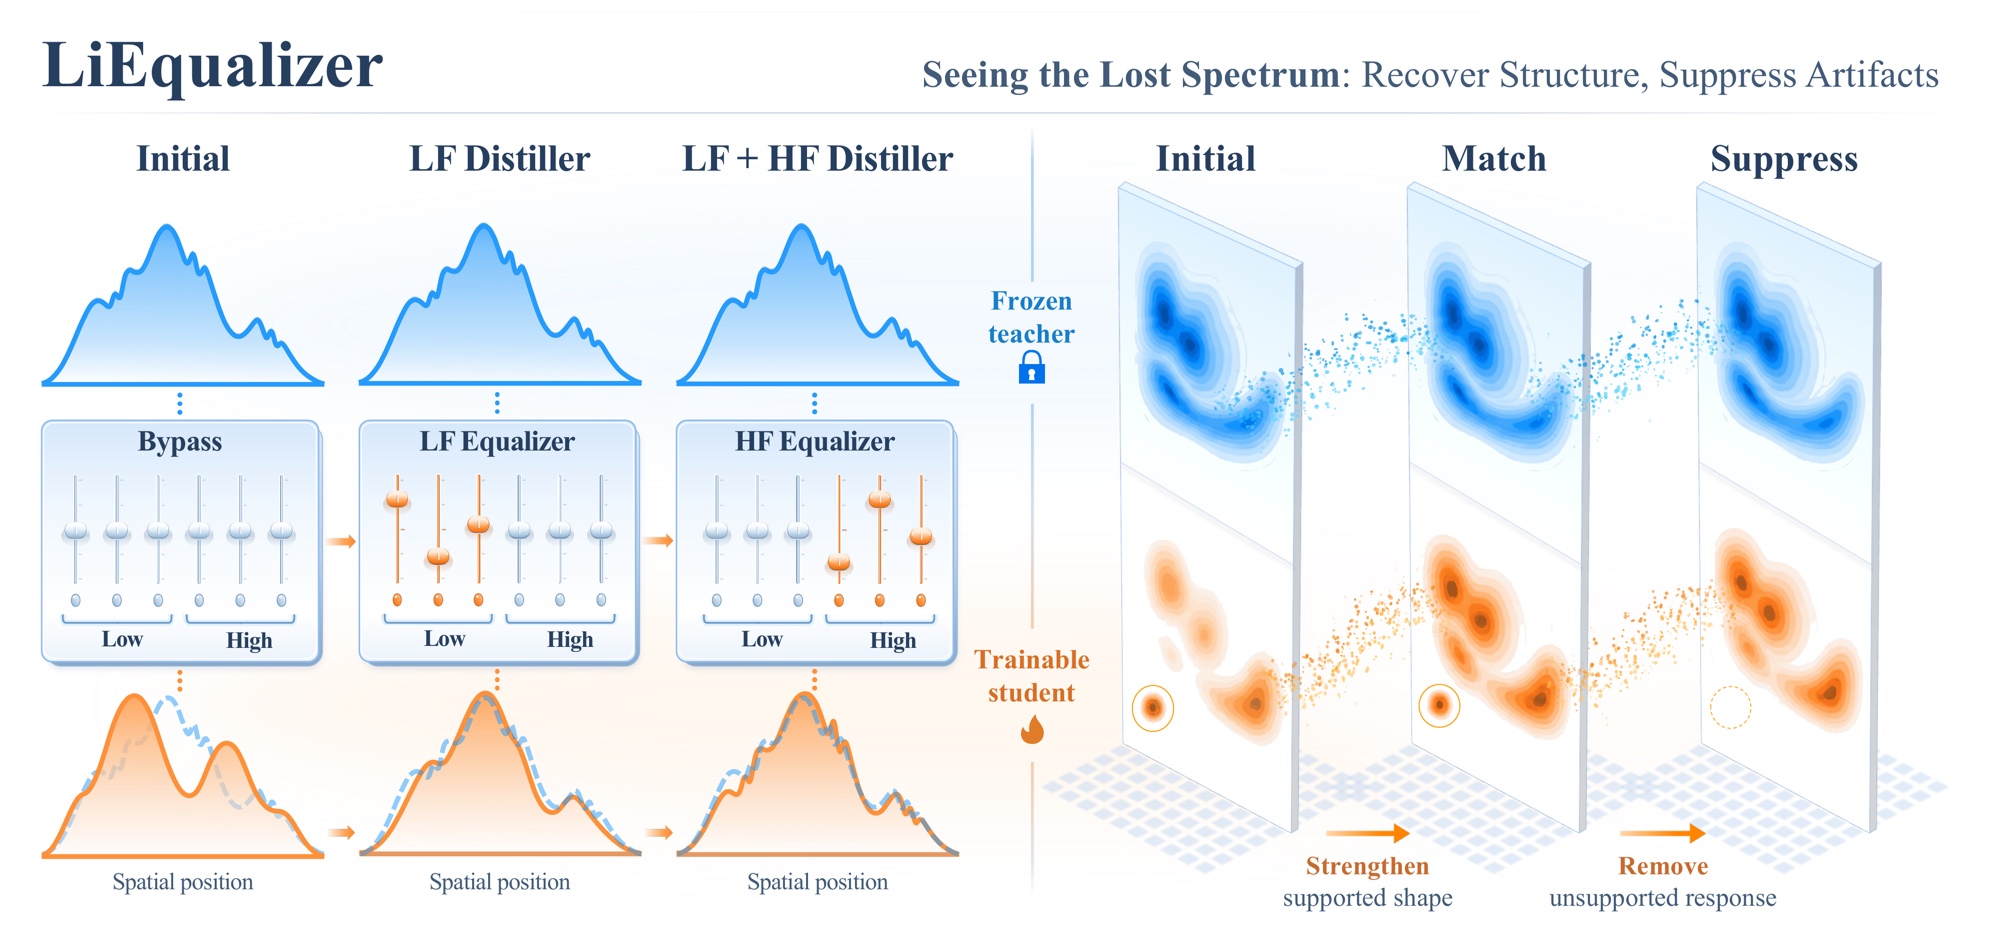 LiEqualizer
Seeing the Lost Spectrum: Recover Structure, Suppress Artifacts
Initial
LF Distiller
LF + HF Distiller
Bypass
Low
High
LF Equalizer
Low
High
HF Equalizer
Low
High
Spatial position
Spatial position
Spatial position
Frozen
teacher
Trainable
student
Initial
Match
Suppress
Strengthen
supported shape
Remove
unsupported response